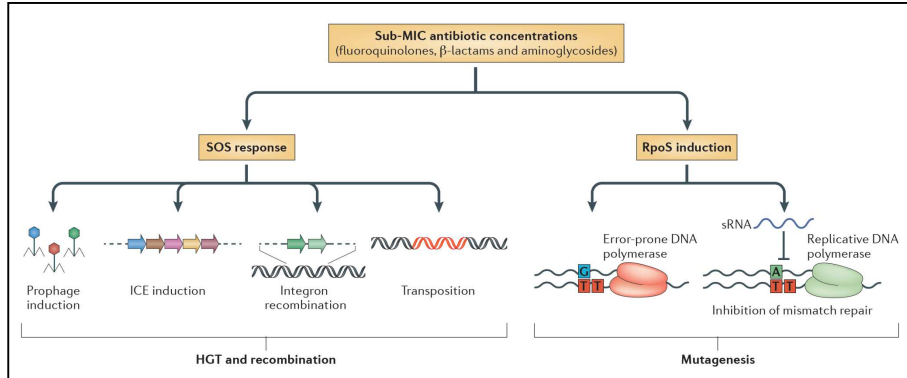 Sub-MIC antibiotic concentrations
(fluoroquinolones, β-lactams and aminoglycosides)
SOS response
RpoS induction
Prophage
induction
ICE induction
Integron
recombination
Transposition
HGT and recombination
Error-prone DNA
polymerase
G
T T
sRNA
Replicative DNA
polymerase
A
T T
Inhibition of mismatch repair
Mutagenesis